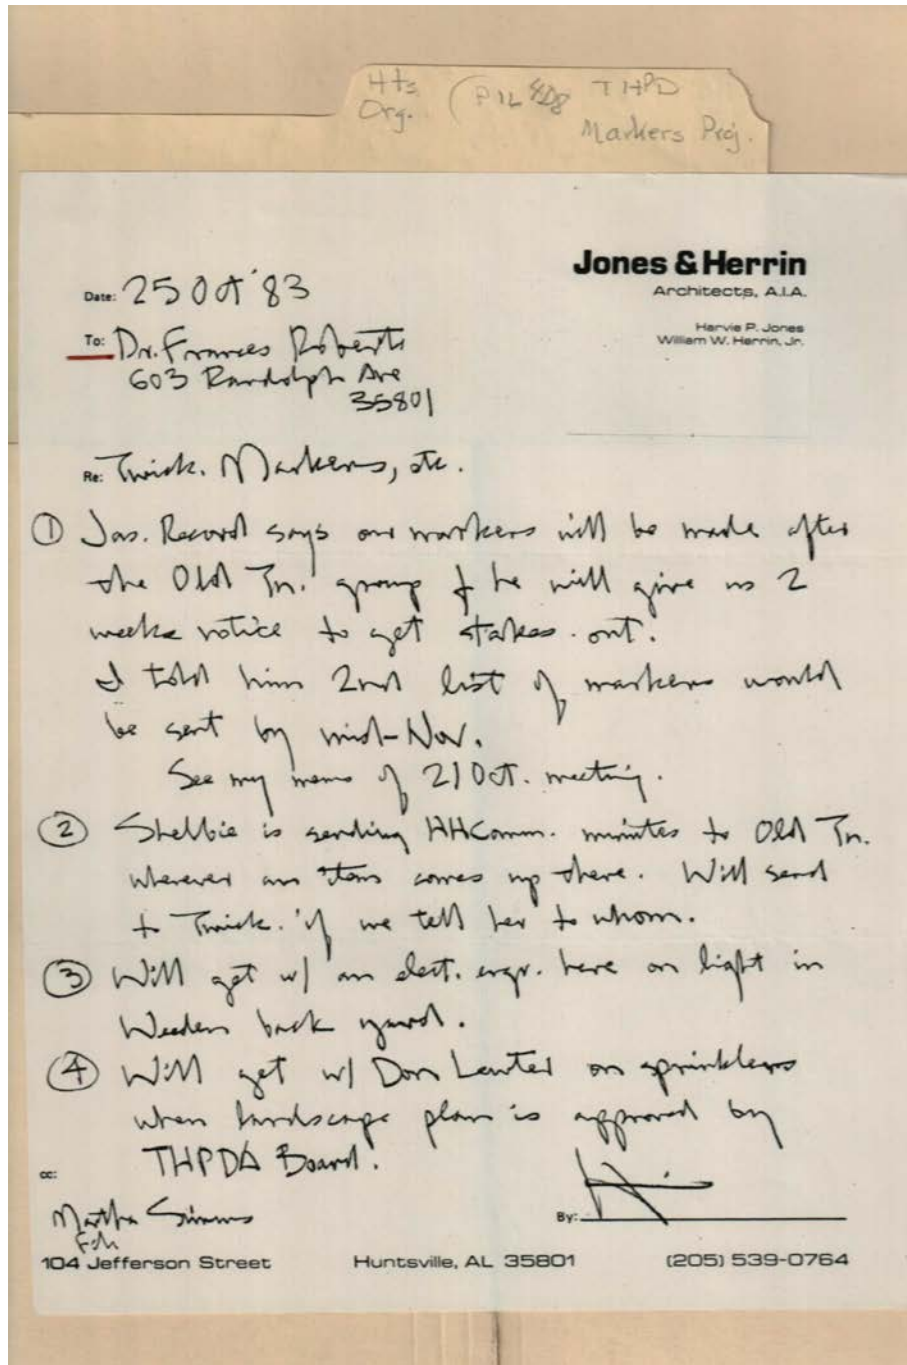 Hts. Org. (PIL THPD
Markers Proj.
Jones & Herrin
Architects, A.I.A.
Harvie P. Jones
William W. Herrin, Jr.
Date: 25 Oct '83
To: Dr. Frances Roberts
603 Randolph Ave
35801
Re: Twick. Markers, etc.
① Jas. Record says our markers will be made after
the Old Tn. group & he will give us 2
weeks notice to get stakes out.
I told him 2nd list of markers would
be sent by mid-Nov.
See my memo of 21 Oct. meeting.
② Shelbie is sending HHComm. minutes to Old Tn.
wherever an item comes up there. Will send
to Twick. if we tell her to whom.
③ Will get w/ an elect. engr. here on light in
Weeden back yard.
④ Will get w/ Don Lawter on sprinklers
when landscape plan is approved by
THPDA Board.
cc:
Martha Simms
By:
104 Jefferson Street Huntsville, AL 35801 (205) 539-0764